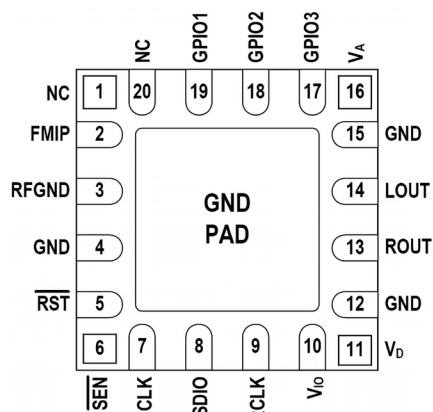 NC
GPIO1
GPIO2
GPIO3
VA
NC
1
20
19
18
17
16
FMIP
2
15
GND
RFGND
3
14
LOUT
GND
4
13
ROUT
RST
5
12
GND
6
7
8
9
10
11
VD
GND
PAD
SEN
CLK
SDIO
CLK
VIO